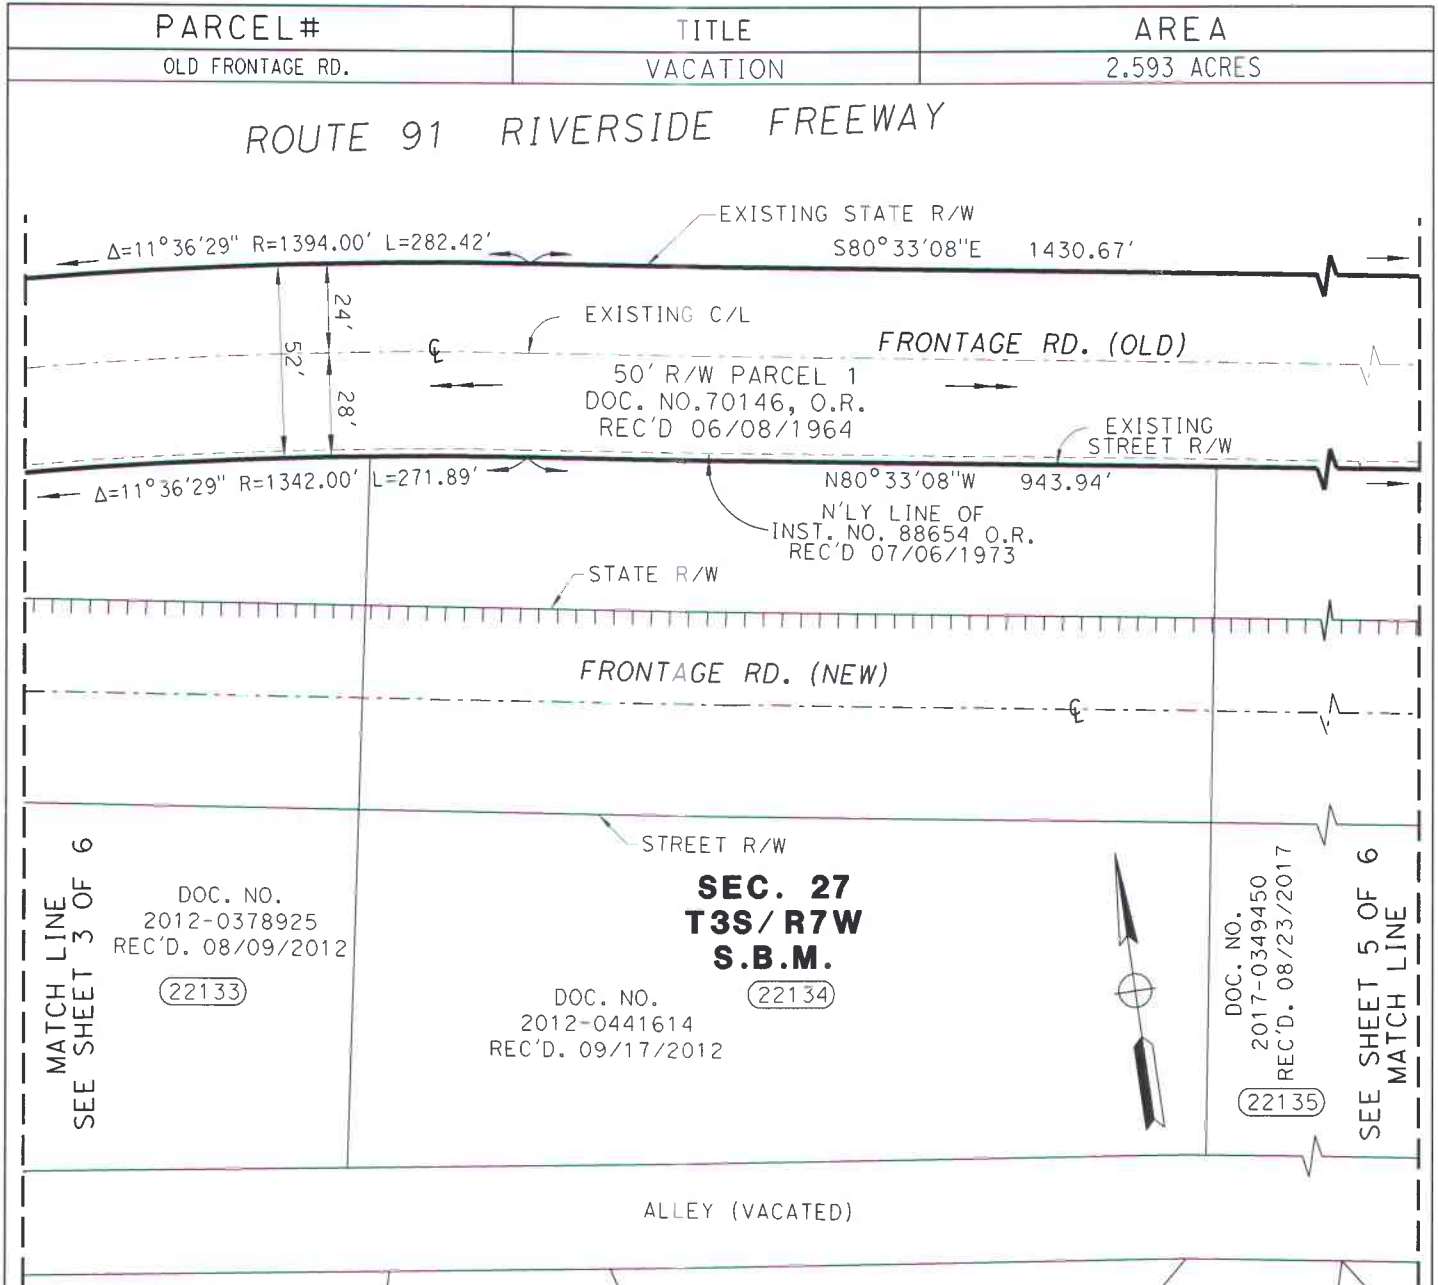 PARCEL# TITLE AREA
OLD FRONTAGE RD. VACATION 2.593 ACRES
ROUTE 91 RIVERSIDE FREEWAY
EXISTING STATE R/W
Δ=11°36'29" R=1394.00' L=282.42'
S80°33'08"E 1430.67'
24'
52'
28'
EXISTING C/L
℄
FRONTAGE RD. (OLD)
50' R/W PARCEL 1
DOC. NO.70146, O.R.
REC'D 06/08/1964
EXISTING
STREET R/W
Δ=11°36'29" R=1342.00' L=271.89'
N80°33'08"W 943.94'
N'LY LINE OF
INST. NO. 88654 O.R.
REC'D 07/06/1973
STATE R/W
FRONTAGE RD. (NEW)
℄
STREET R/W
MATCH LINE
SEE SHEET 3 OF 6
DOC. NO.
2012-0378925
REC'D. 08/09/2012
22133
SEC. 27
T3S/R7W
S.B.M.
22134
DOC. NO.
2012-0441614
REC'D. 09/17/2012
DOC. NO.
2017-0349450
REC'D. 08/23/2017
22135
SEE SHEET 5 OF 6
MATCH LINE
ALLEY (VACATED)